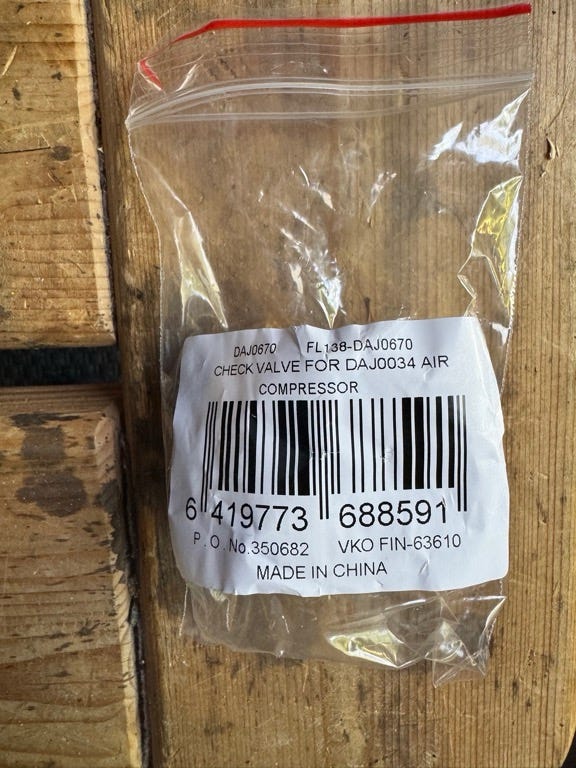 DAJ0670 FL138-DAJ0670
CHECK VALVE FOR DAJ0034 AIR
COMPRESSOR
6 419773 688591
P.O.No.350682 VKO FIN-63610
MADE IN CHINA